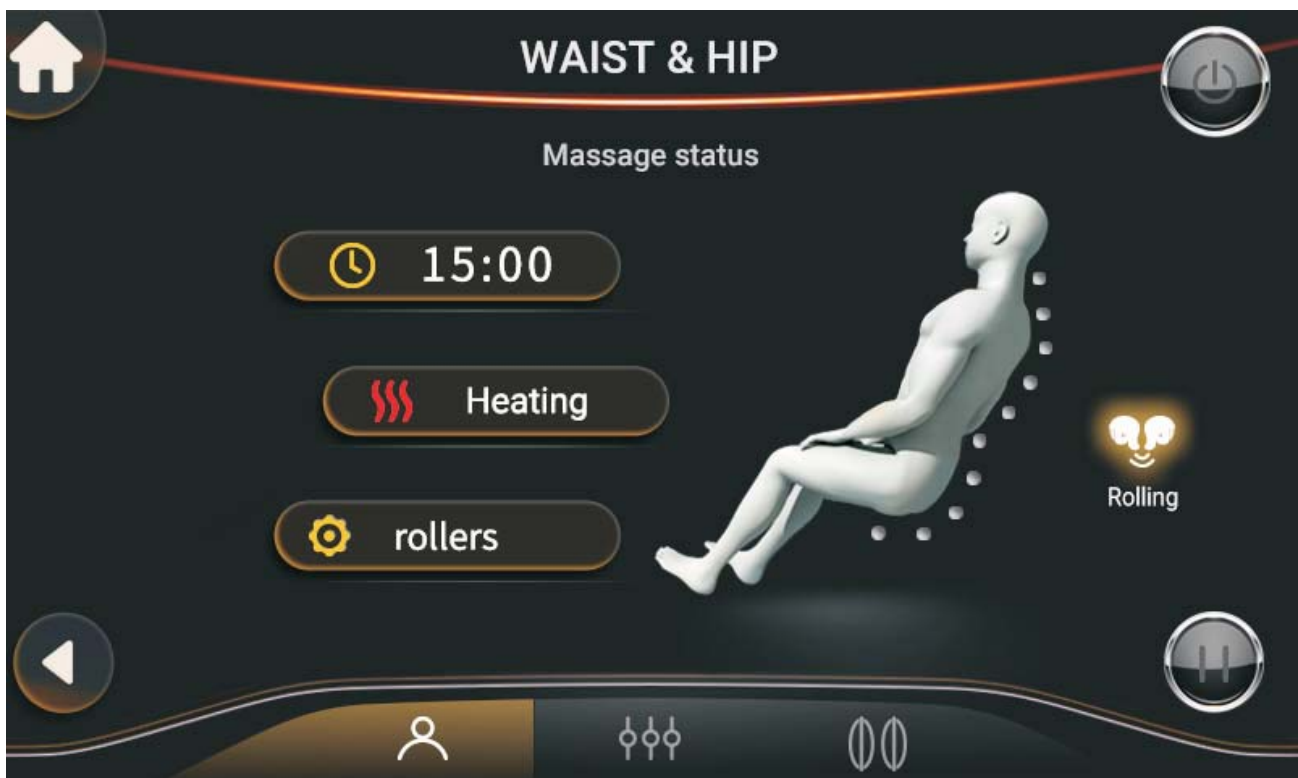 WAIST & HIP
Massage status
15:00
Heating
Rolling
rollers